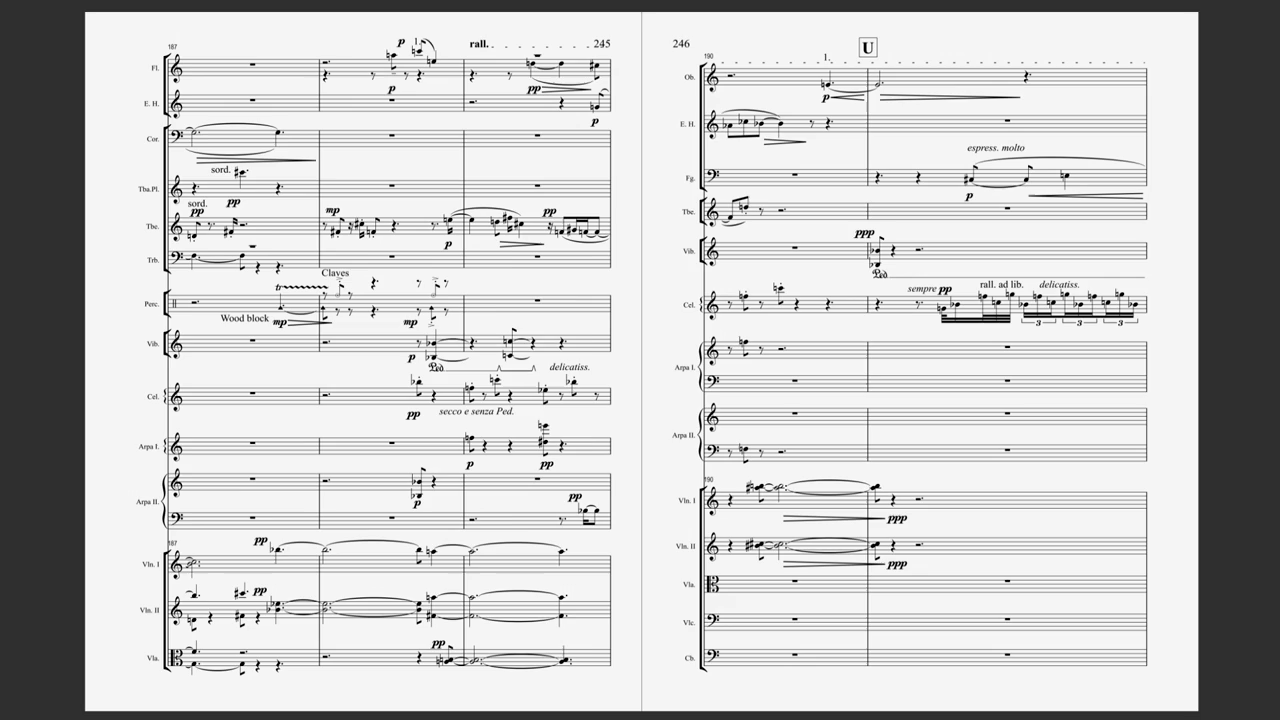 187
p
1.
rall.
245
Fl.
p
pp
E. H.
p
Cor.
sord.
Tba.Pl.
pp
sord.
pp
mp
pp
Tbe.
p
Trb.
Claves
tr
Perc.
Wood block
mp
mp
Vib.
p
Ped
delicatiss.
Cel.
pp
secco e senza Ped.
Arpa I.
p
pp
p
pp
Arpa II.
187
pp
Vln. I
pp
Vln. II
pp
Vla.
246
U
190
1.
Ob.
p
E. H.
espress. molto
Fg.
p
Tbe.
ppp
Vib.
Ped
sempre pp
rall. ad lib.
delicatiss.
Cel.
3
3
3
Arpa I.
Arpa II.
190
Vln. I
ppp
Vln. II
ppp
Vla.
Vlc.
Cb.